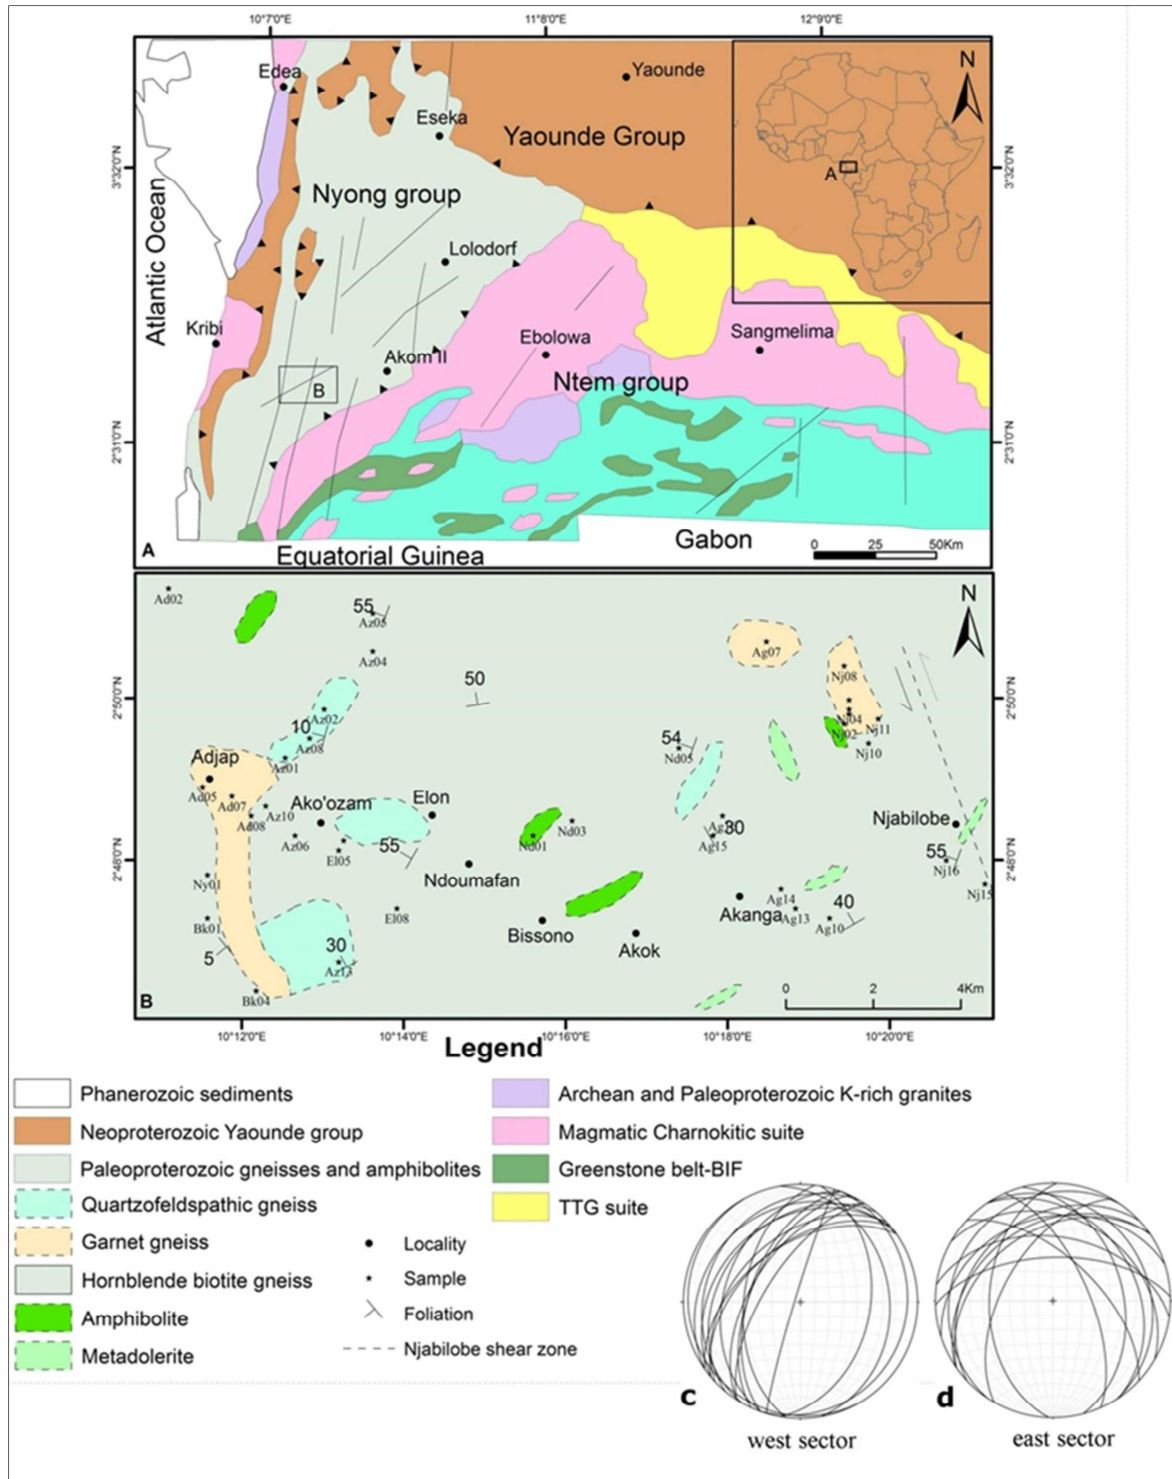 10°7'0"E
11°8'0"E
12°9'0"E
N
Edea
Yaounde
Eseka
Yaounde Group
A
3°32'0"N
3°32'0"N
Nyong group
Atlantic Ocean
Lolodorf
Kribi
Ebolowa
Sangmelima
Akom II
B
Ntem group
2°31'0"N
2°31'0"N
Gabon
A
Equatorial Guinea
0 25 50Km
Ad02
55
Az05
N
Az04
Ag07
Nj08
50
2°50'0"N
2°50'0"N
Az02
10
Az08
Nj04
Nj11
Nj02
54
Nj10
Adjap
Az01
Nd05
Ad05
Ad07
Ako'ozam
Elon
Az10
Ad08
Nd03
30
Njabilobe
Az06
El05
55
Nd01
Ag15
55
2°48'0"N
2°48'0"N
Nj16
Ny01
Ndoumafan
Nj15
Ag14
40
Bk01
El08
Akanga
Ag13
Ag10
Bissono
Akok
5
30
Az13
B
Bk04
0 2 4Km
10°12'0"E
10°14'0"E
10°16'0"E
10°18'0"E
10°20'0"E
Legend
Phanerozoic sediments
Neoproterozoic Yaounde group
Paleoproterozoic gneisses and amphibolites
Quartzofeldspathic gneiss
Garnet gneiss
Hornblende biotite gneiss
Amphibolite
Metadolerite
Archean and Paleoproterozoic K-rich granites
Magmatic Charnokitic suite
Greenstone belt-BIF
TTG suite
Locality
Sample
Foliation
Njabilobe shear zone
c
west sector
d
east sector